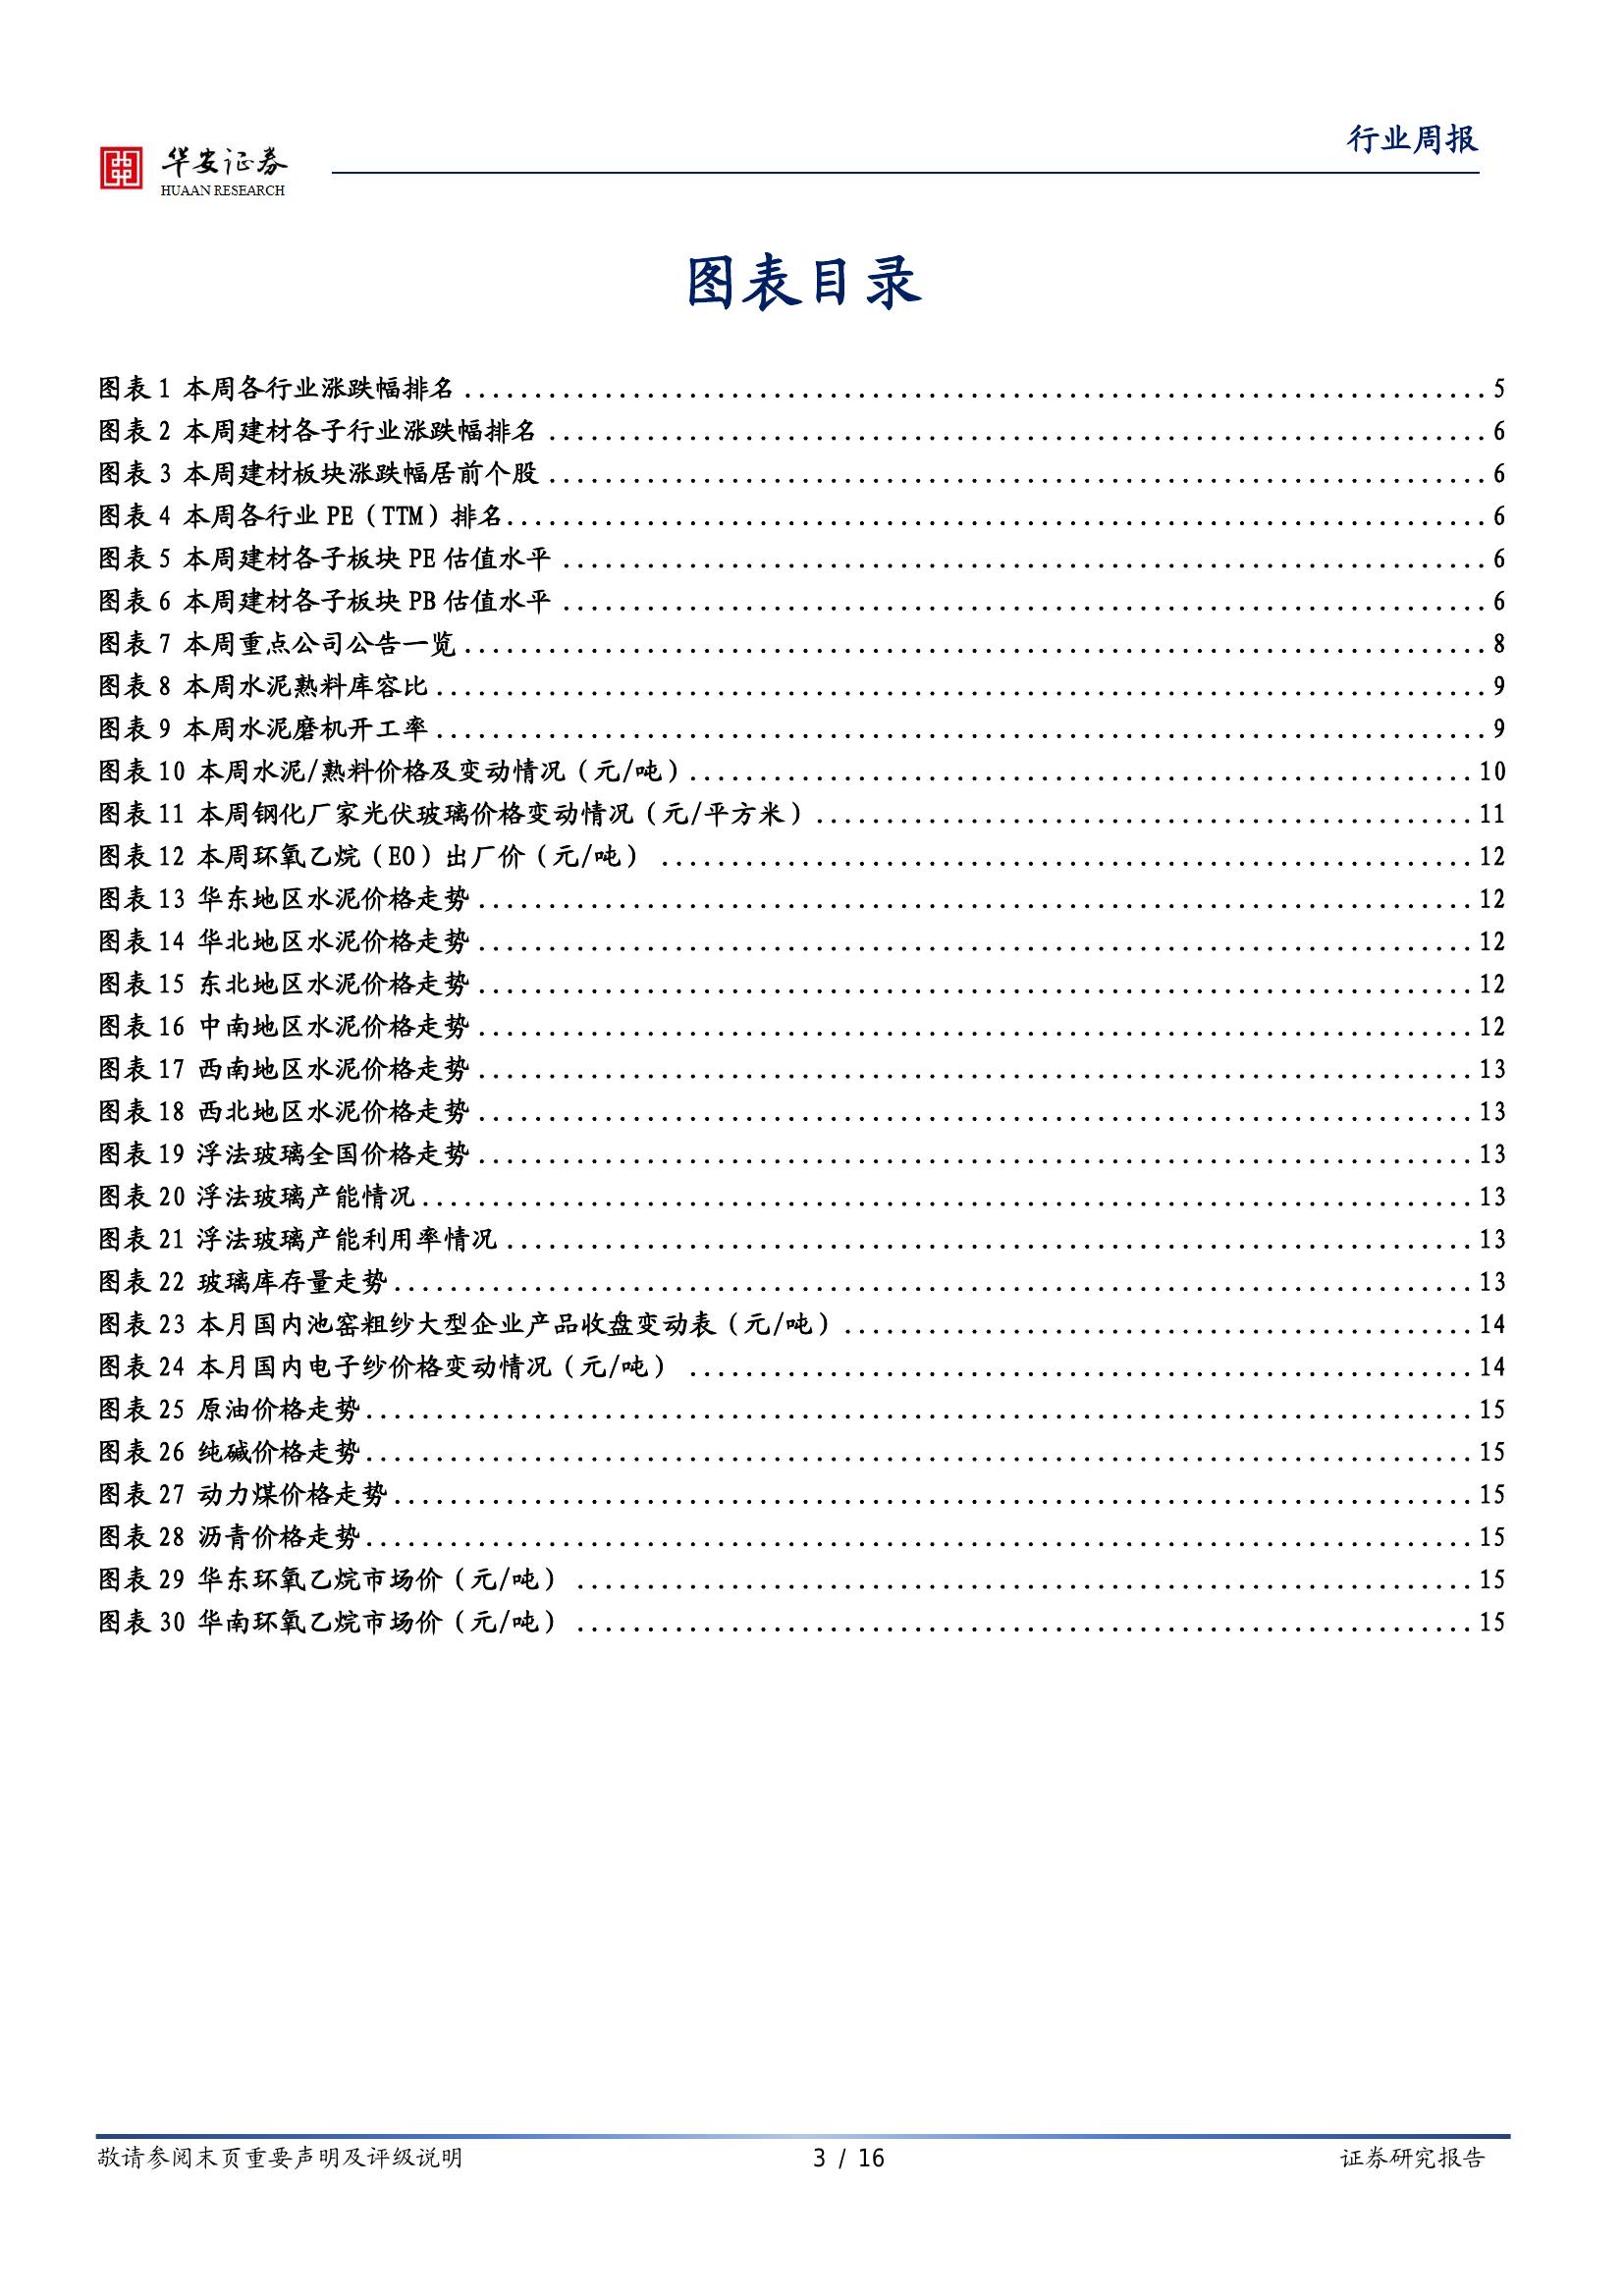 行业周报
华安证券
HUAAN RESEARCH
图表目录
图表 1 本周各行业涨跌幅排名 ........................................................................ 5
图表 2 本周建材各子行业涨跌幅排名 .................................................................. 6
图表 3 本周建材板块涨跌幅居前个股 .................................................................. 6
图表 4 本周各行业 PE（TTM）排名..................................................................... 6
图表 5 本周建材各子板块 PE 估值水平 ................................................................. 6
图表 6 本周建材各子板块 PB 估值水平 ................................................................. 6
图表 7 本周重点公司公告一览 ........................................................................ 8
图表 8 本周水泥熟料库容比 .......................................................................... 9
图表 9 本周水泥磨机开工率 .......................................................................... 9
图表 10 本周水泥/熟料价格及变动情况（元/吨）........................................................ 10
图表 11 本周钢化厂家光伏玻璃价格变动情况（元/平方米）............................................... 11
图表 12 本周环氧乙烷（EO）出厂价（元/吨） .......................................................... 12
图表 13 华东地区水泥价格走势 ....................................................................... 12
图表 14 华北地区水泥价格走势 ....................................................................... 12
图表 15 东北地区水泥价格走势 ....................................................................... 12
图表 16 中南地区水泥价格走势 ....................................................................... 12
图表 17 西南地区水泥价格走势 ....................................................................... 13
图表 18 西北地区水泥价格走势 ....................................................................... 13
图表 19 浮法玻璃全国价格走势 ....................................................................... 13
图表 20 浮法玻璃产能情况 ........................................................................... 13
图表 21 浮法玻璃产能利用率情况 ..................................................................... 13
图表 22 玻璃库存量走势 ............................................................................. 13
图表 23 本月国内池窑粗纱大型企业产品收盘变动表（元/吨）............................................. 14
图表 24 本月国内电子纱价格变动情况（元/吨） ........................................................ 14
图表 25 原油价格走势 ............................................................................... 15
图表 26 纯碱价格走势 ............................................................................... 15
图表 27 动力煤价格走势 ............................................................................. 15
图表 28 沥青价格走势 ............................................................................... 15
图表 29 华东环氧乙烷市场价（元/吨） ................................................................ 15
图表 30 华南环氧乙烷市场价（元/吨） ................................................................ 15
敬请参阅末页重要声明及评级说明 3 / 16 证券研究报告